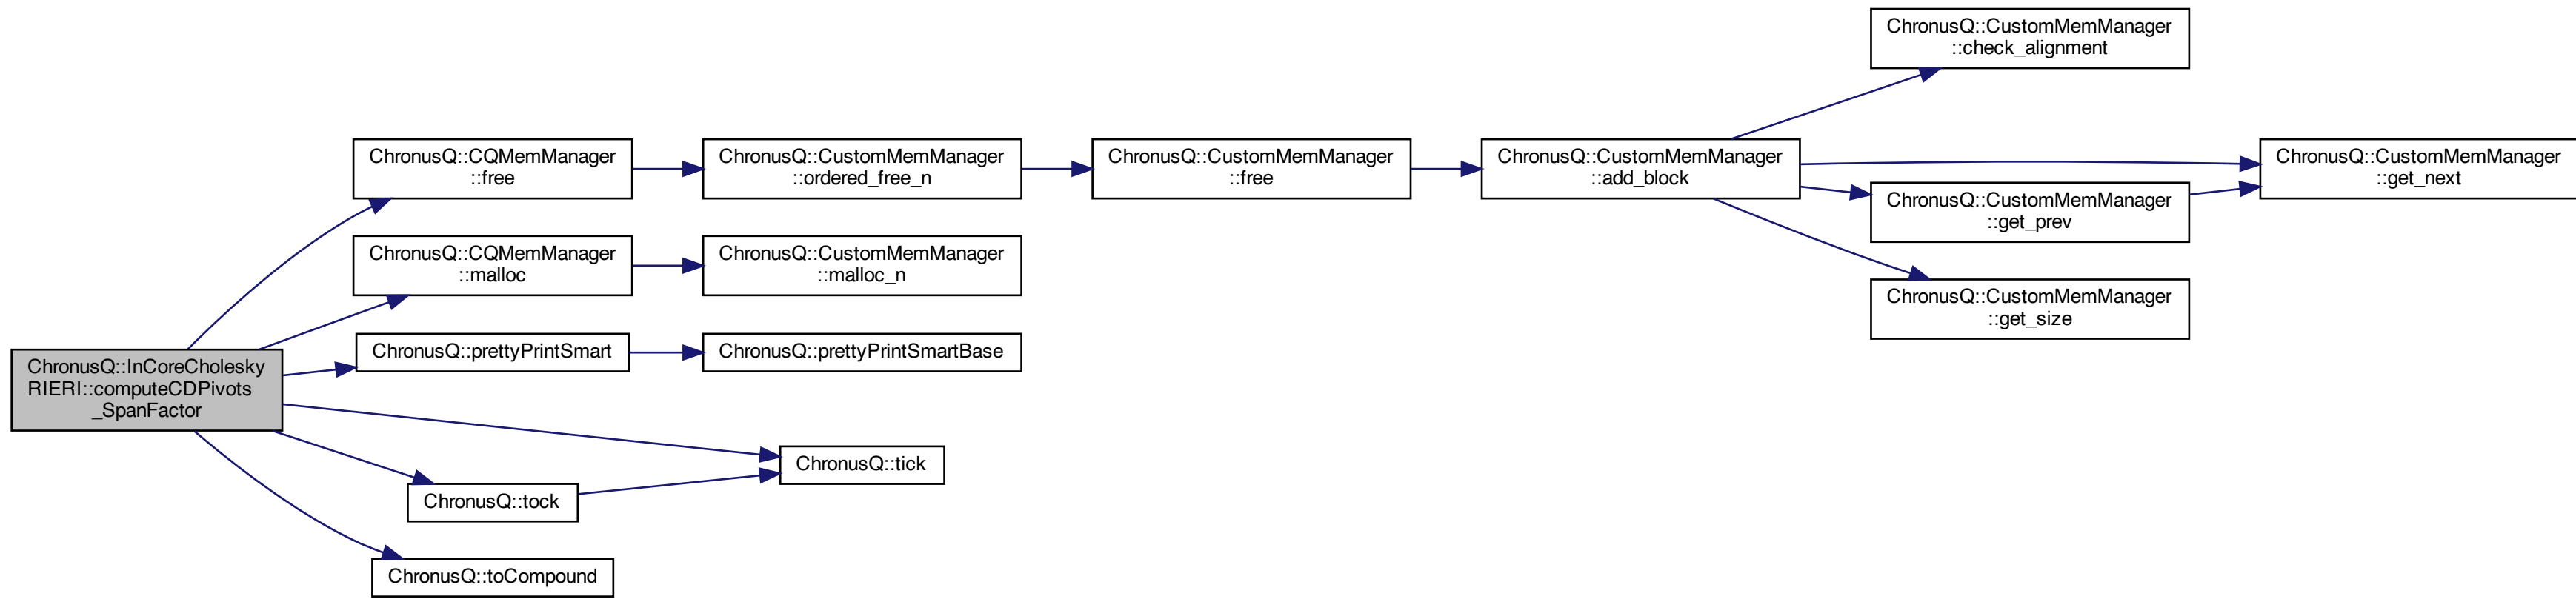 ChronusQ::InCoreCholesky
RIERI::computeCDPivots
_SpanFactor
ChronusQ::CQMemManager
::free
ChronusQ::CustomMemManager
::ordered_free_n
ChronusQ::CustomMemManager
::free
ChronusQ::CustomMemManager
::add_block
ChronusQ::CustomMemManager
::check_alignment
ChronusQ::CustomMemManager
::get_next
ChronusQ::CustomMemManager
::get_prev
ChronusQ::CustomMemManager
::get_size
ChronusQ::CQMemManager
::malloc
ChronusQ::CustomMemManager
::malloc_n
ChronusQ::prettyPrintSmart
ChronusQ::prettyPrintSmartBase
ChronusQ::tick
ChronusQ::tock
ChronusQ::toCompound